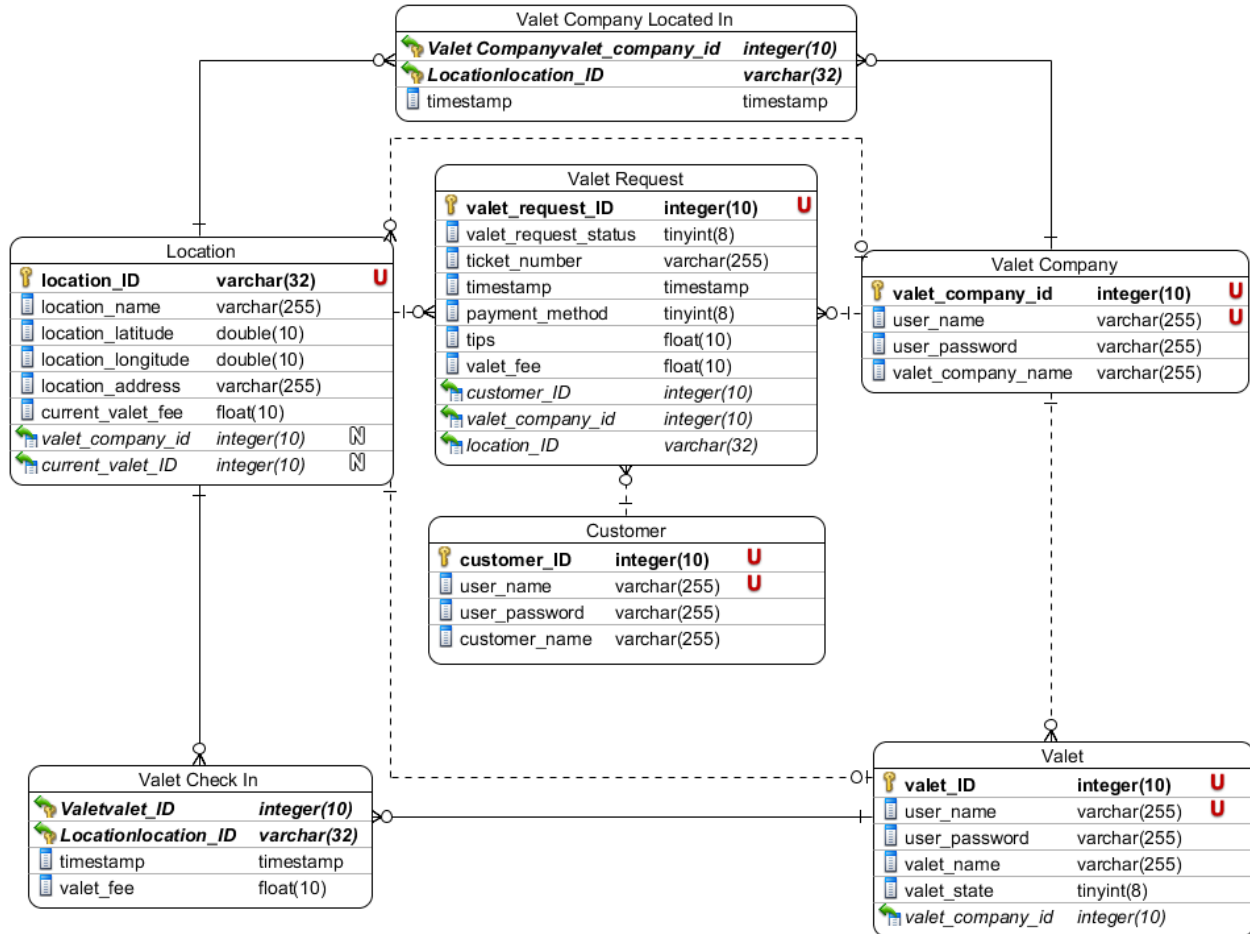 Valet Company Located In
Valet Companyvalet_company_id integer(10)
Locationlocation_ID varchar(32)
timestamp timestamp
Valet Request
valet_request_ID integer(10) U
valet_request_status tinyint(8)
ticket_number varchar(255)
timestamp timestamp
payment_method tinyint(8)
tips float(10)
valet_fee float(10)
customer_ID integer(10)
valet_company_id integer(10)
location_ID varchar(32)
Location
location_ID varchar(32) U
location_name varchar(255)
location_latitude double(10)
location_longitude double(10)
location_address varchar(255)
current_valet_fee float(10)
valet_company_id integer(10) N
current_valet_ID integer(10) N
Valet Company
valet_company_id integer(10) U
user_name varchar(255) U
user_password varchar(255)
valet_company_name varchar(255)
Customer
customer_ID integer(10) U
user_name varchar(255) U
user_password varchar(255)
customer_name varchar(255)
Valet Check In
Valetvalet_ID integer(10)
Locationlocation_ID varchar(32)
timestamp timestamp
valet_fee float(10)
Valet
valet_ID integer(10) U
user_name varchar(255) U
user_password varchar(255)
valet_name varchar(255)
valet_state tinyint(8)
valet_company_id integer(10)